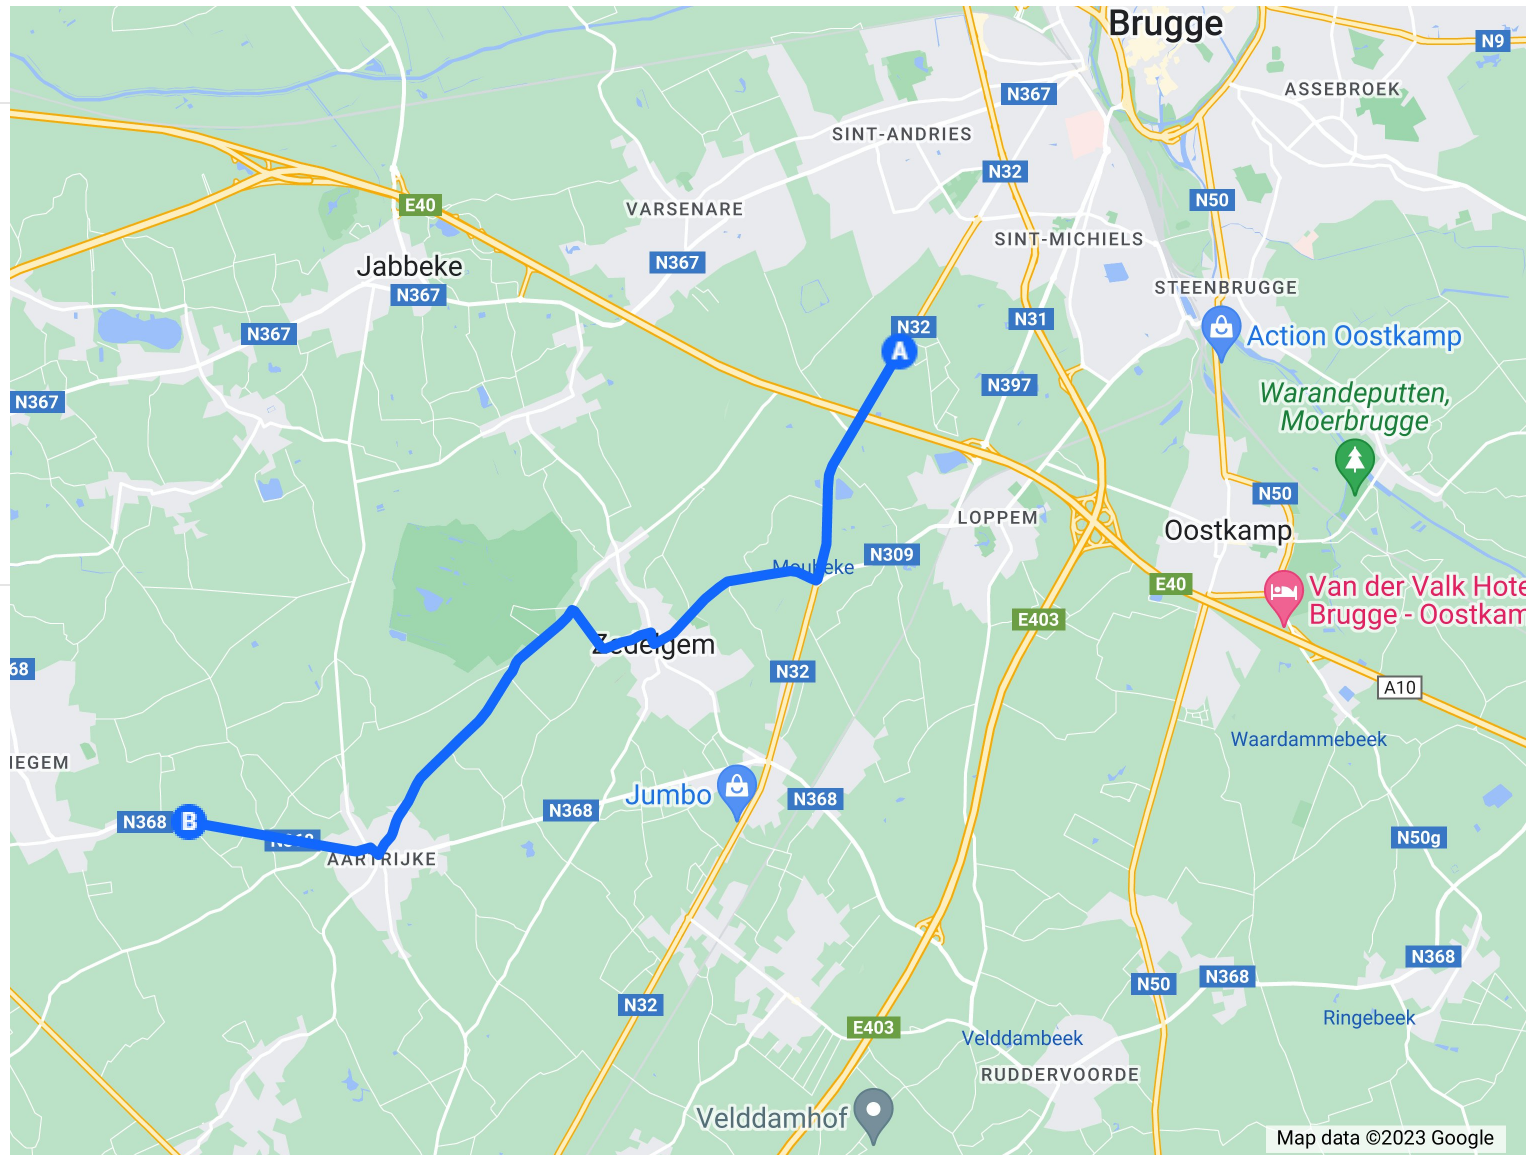 Brugge
N9
ASSEBROEK
N367
SINT-ANDRIES
N32
N50
E40
VARSENARE
SINT-MICHIELS
Jabbeke
N367
STEENBRUGGE
N367
N367
N32
N31
Action Oostkamp
A
N397
Warandeputten,
Moerbrugge
N367
N50
LOPPEM
Oostkamp
N309
E40
Van der Valk Hote
Brugge - Oostkam
E403
Zedelgem
68
N32
A10
Waardammebeek
IEGEM
Jumbo
N368
N368
N368
B
N50g
AARTRIJKE
N368
N368
N50
N32
Ringebeek
E403
Velddambeek
RUDDERVOORDE
Velddamhof
Map data ©2023 Google